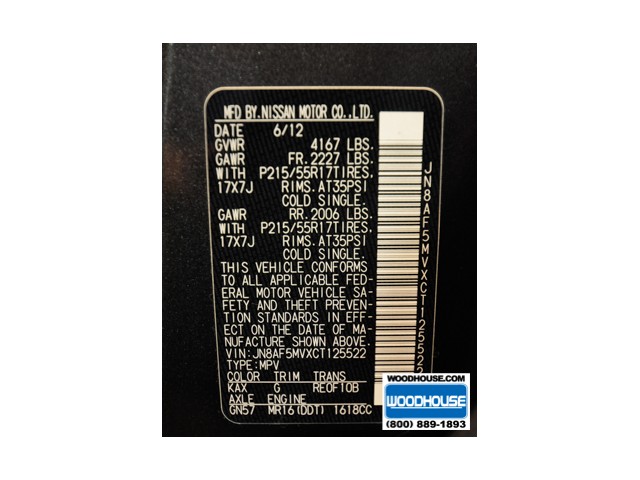 MFD BY.NISSAN MOTOR CO.,LTD.
DATE 6/12
GVWR 4167 LBS.
GAWR FR.2227 LBS.
WITH P215/55R17TIRES,
17X7J RIMS.AT35PSI
COLD SINGLE.
GAWR RR.2006 LBS.
WITH P215/55R17TIRES,
17X7J RIMS.AT35PSI
COLD SINGLE.
THIS VEHICLE CONFORMS
TO ALL APPLICABLE FED-
ERAL MOTOR VEHICLE SA-
FETY AND THEFT PREVEN-
TION STANDARDS IN EFF-
ECT ON THE DATE OF MA-
NUFACTURE SHOWN ABOVE.
VIN:JN8AF5MVXCT125522
TYPE:MPV
COLOR TRIM TRANS
KAX G RE0F10B
AXLE ENGINE
GN57 MR16(DDT) 1618CC
JN8AF5MVXCT125522
WOODHOUSE.COM
WOODHOUSE
(800) 889-1893